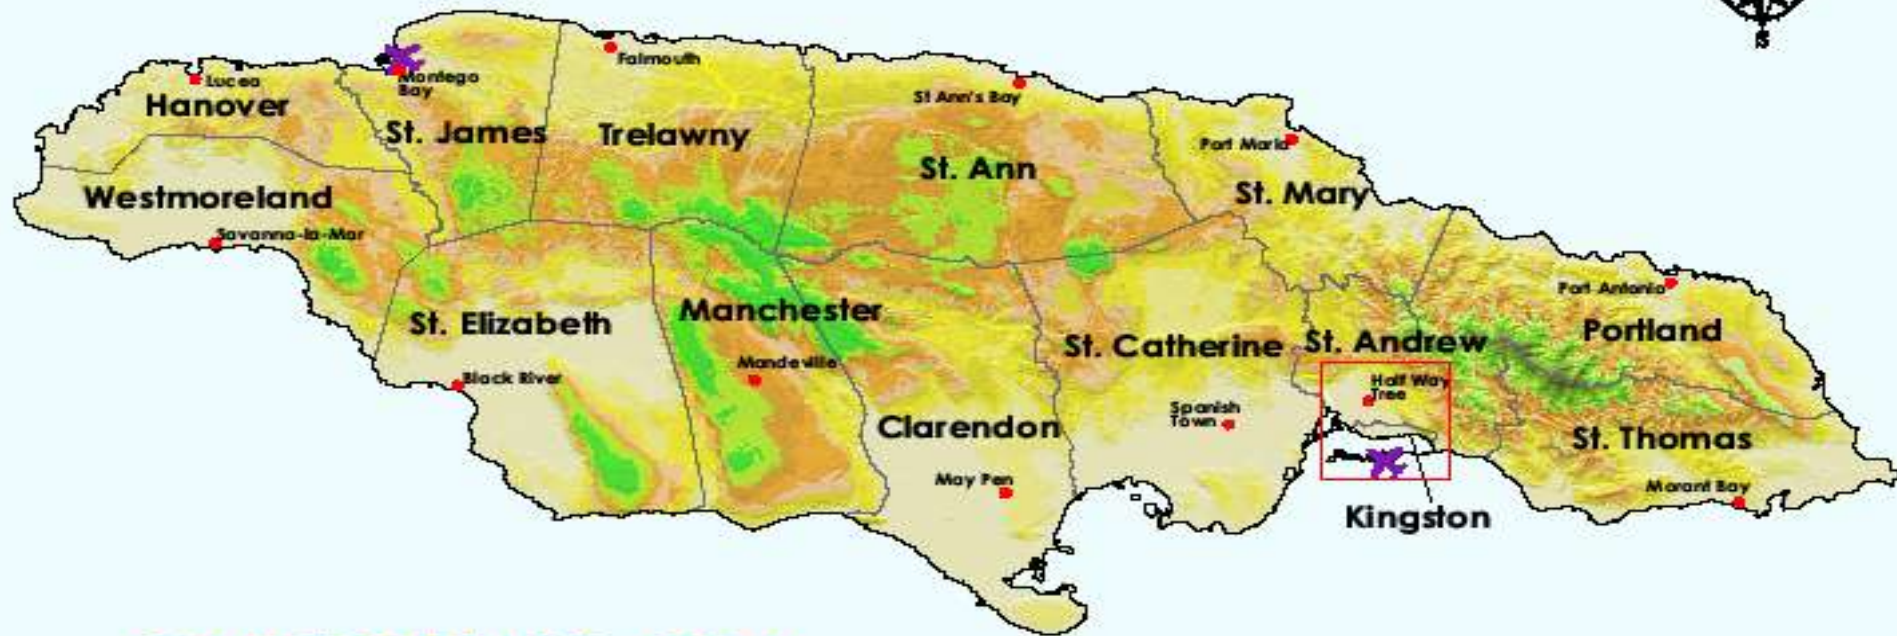 S
Falmouth
Montego
Bay
Lucea
Hanover
St Ann's Bay
St. James
Trelawny
Port Maria
St. Ann
Westmoreland
St. Mary
Savanna-la-Mar
Port Antonio
Manchester
St. Elizabeth
Portland
St. Catherine
St. Andrew
Mandeville
Black River
Half Way
Tree
Spanish
Town
Clarendon
St. Thomas
May Pen
Morant Bay
Kingston